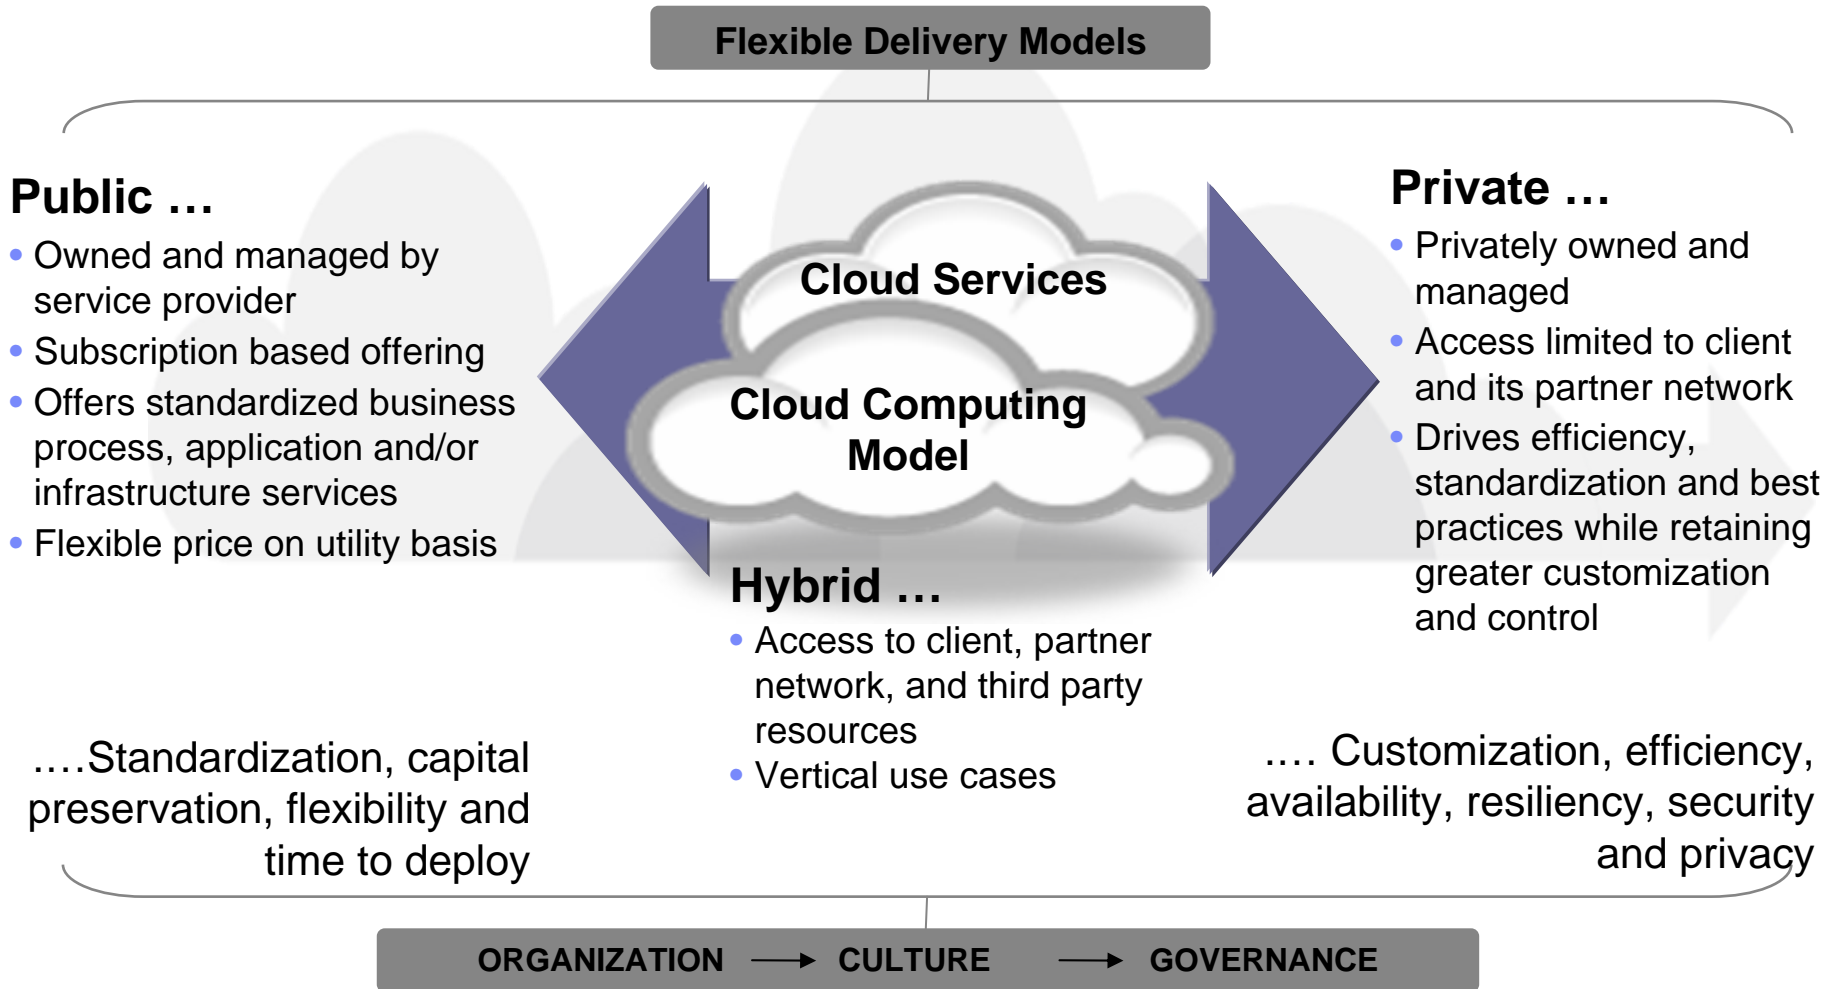 Flexible Delivery Models
Public …
• Owned and managed by
service provider
• Subscription based offering
• Offers standardized business
process, application and/or
infrastructure services
• Flexible price on utility basis
Cloud Services
Cloud Computing
Model
Private …
• Privately owned and
managed
• Access limited to client
and its partner network
• Drives efficiency,
standardization and best
practices while retaining
greater customization
and control
Hybrid …
• Access to client, partner
network, and third party
resources
• Vertical use cases
….Standardization, capital
preservation, flexibility and
time to deploy
…. Customization, efficiency,
availability, resiliency, security
and privacy
ORGANIZATION → CULTURE → GOVERNANCE